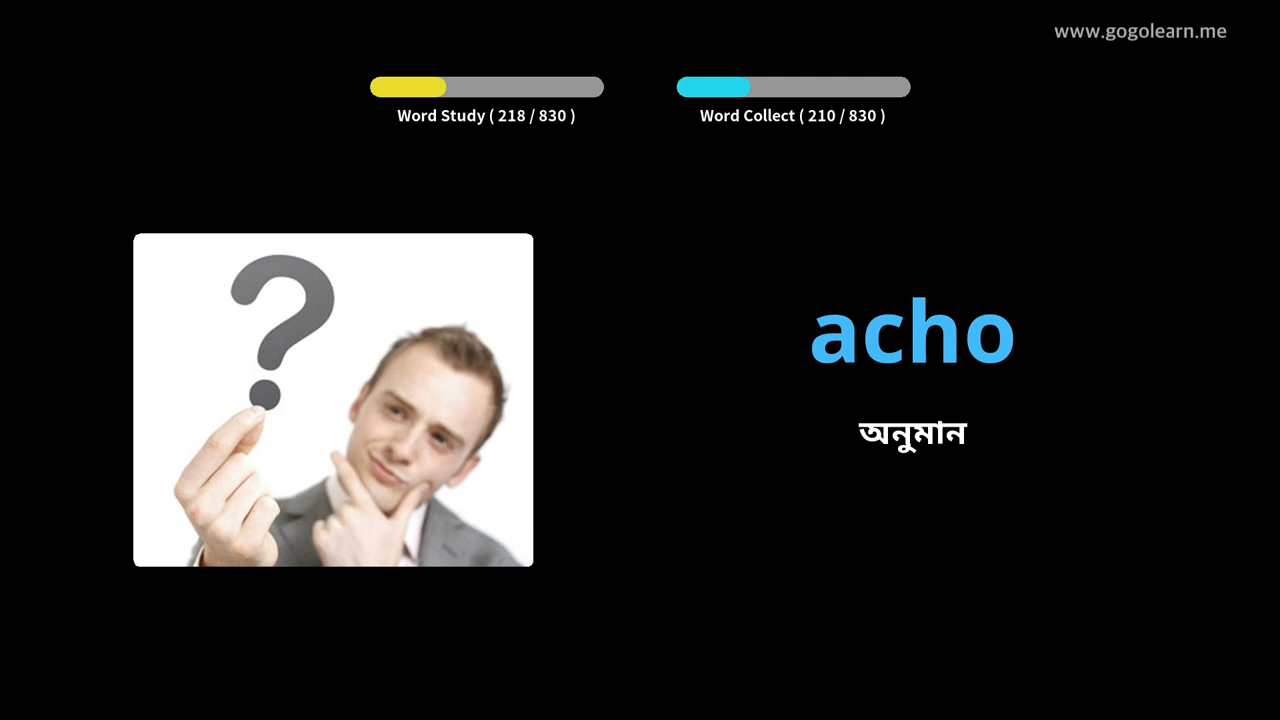 www.gogolearn.me
Word Study ( 218 / 830 )
Word Collect ( 210 / 830 )
?
acho
অনুমান